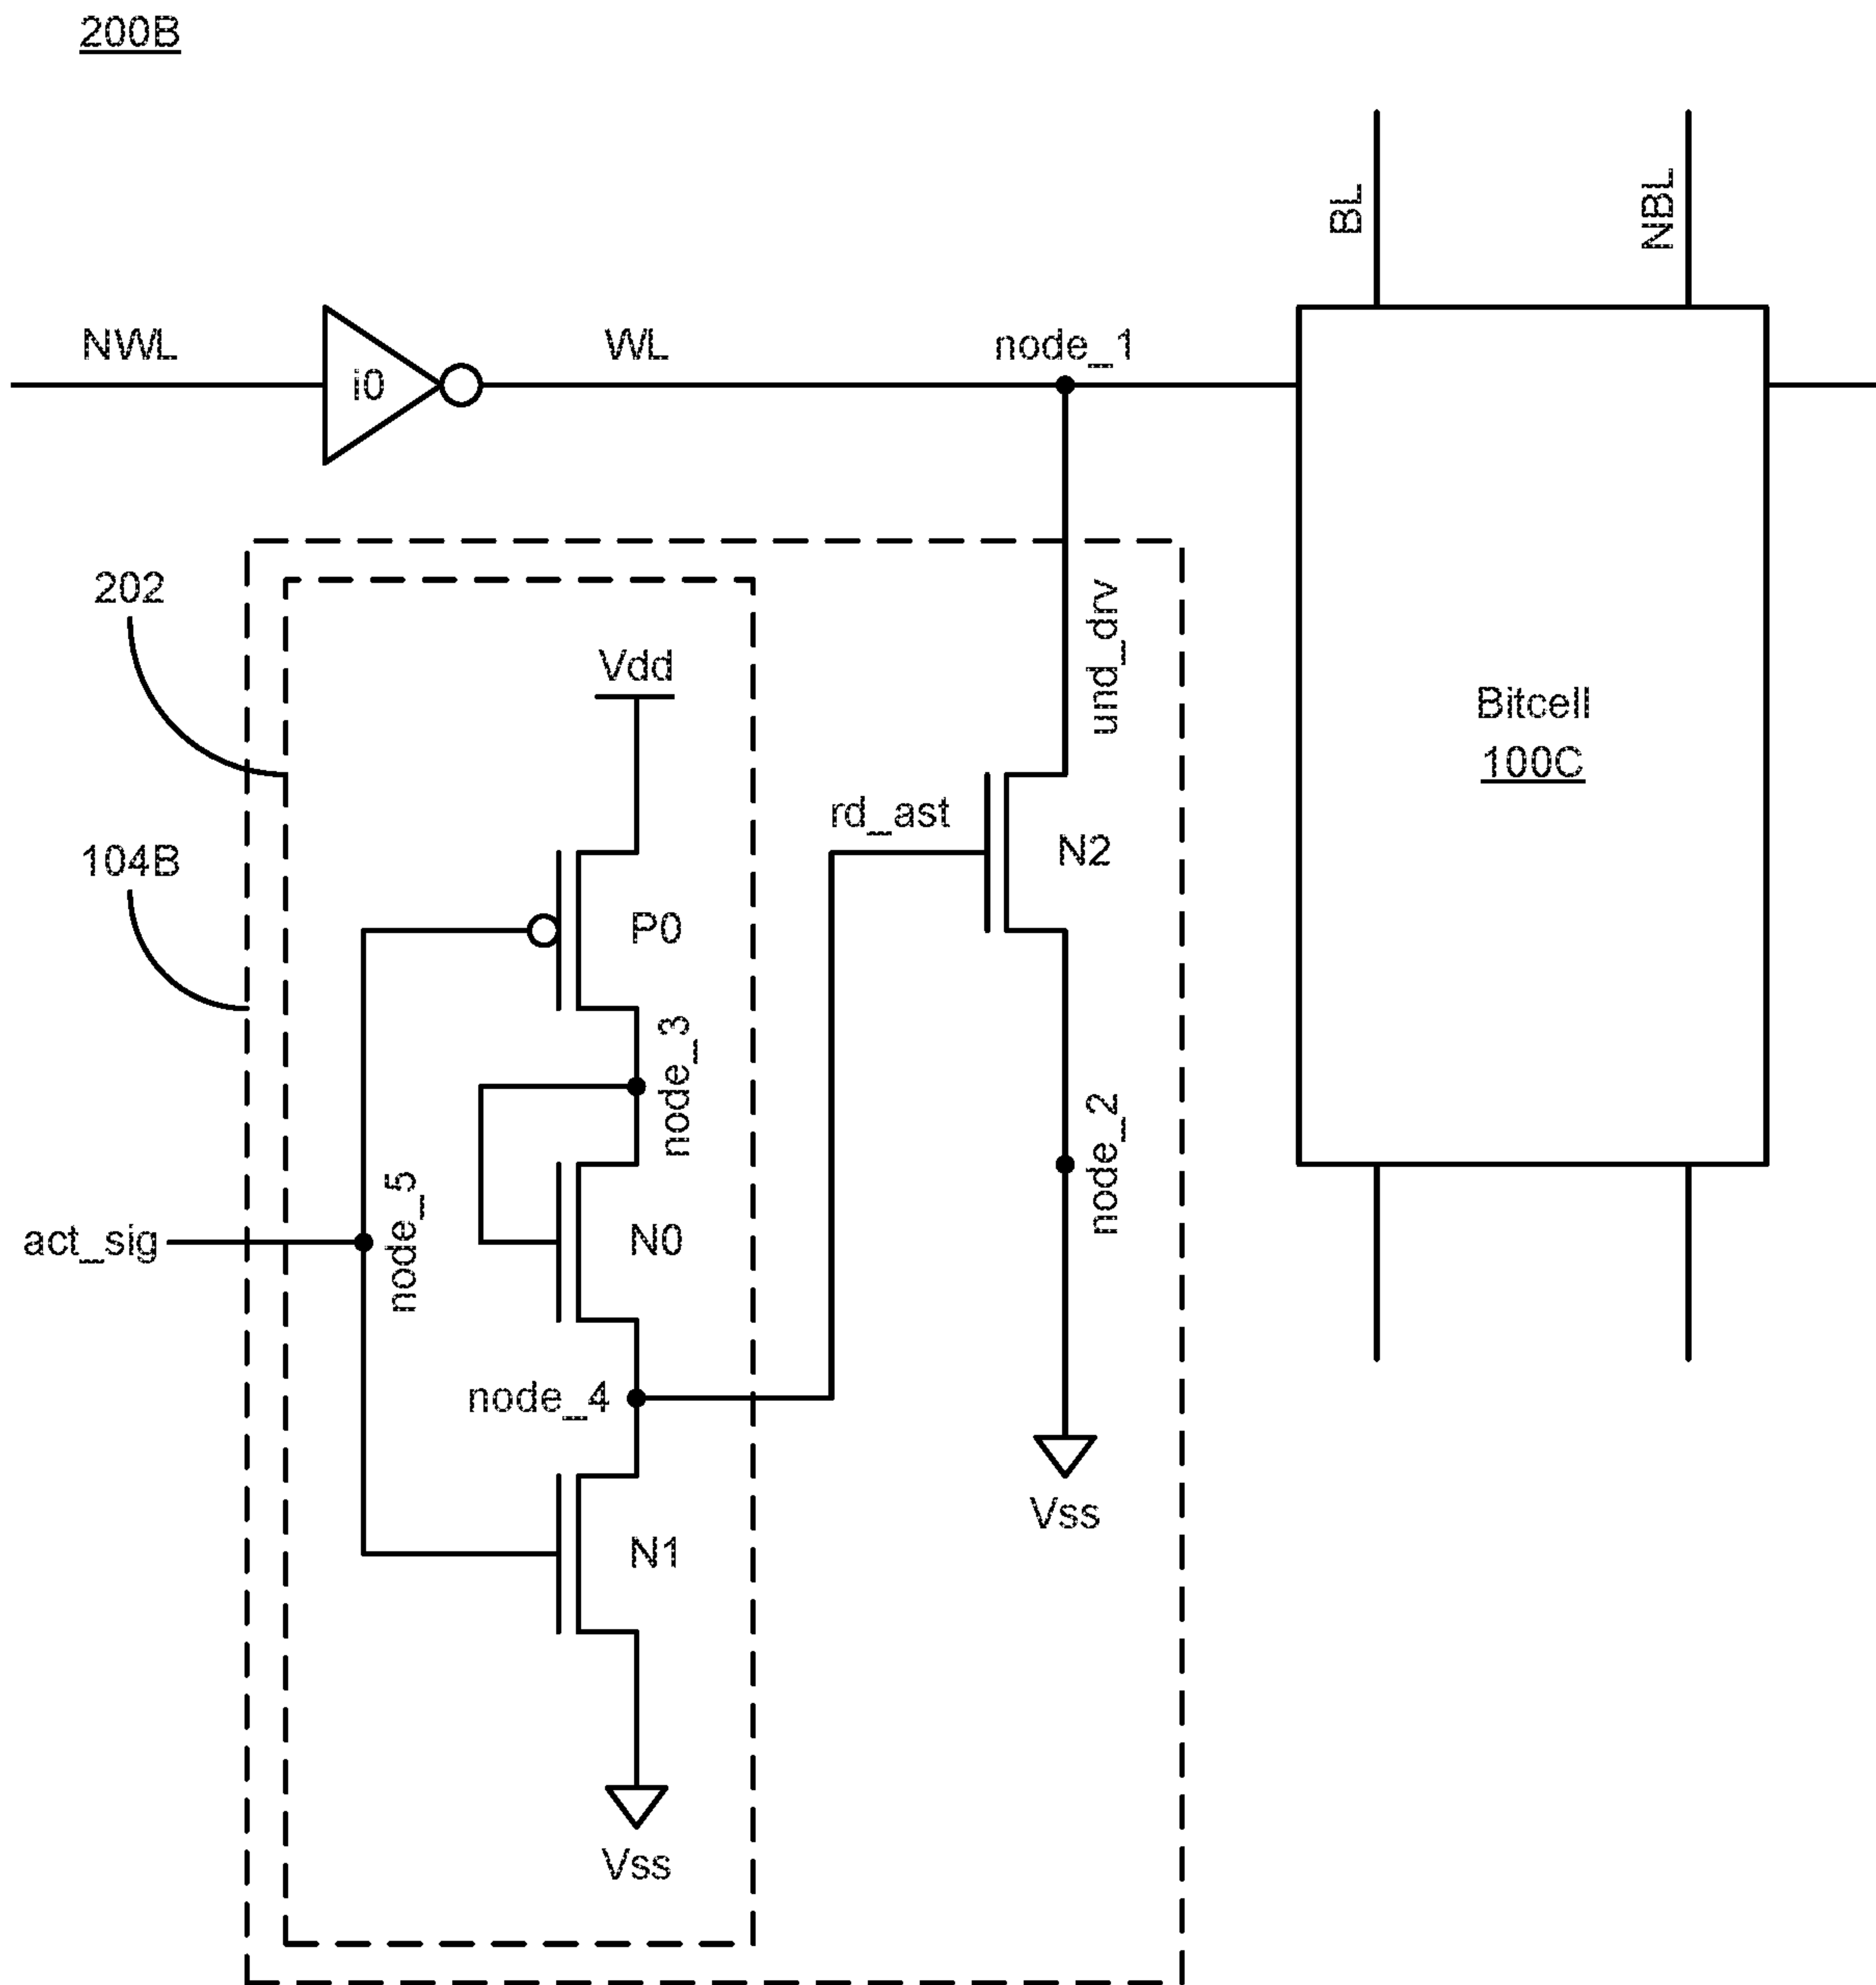 200B
BL
NBL
NWL
i0
WL
node_1
202
und_drv
Vdd
Bitcell
100C
rd_ast
N2
104B
P0
node_3
node_2
node_5
act_sig
N0
node_4
Vss
N1
Vss